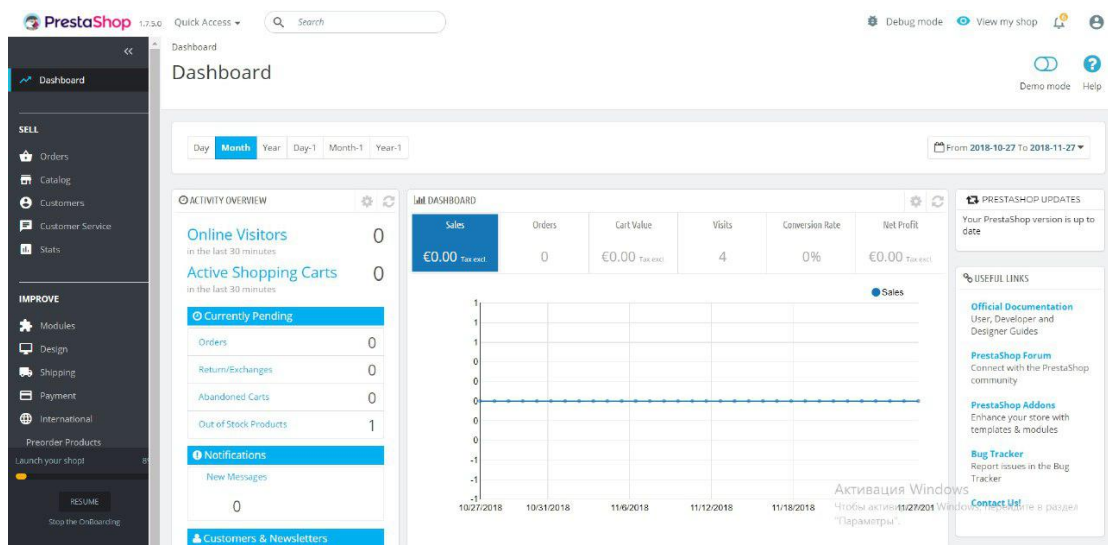 PrestaShop 1.7.5.0 Quick Access Search Debug mode View my shop
Dashboard
Dashboard
Demo mode Help
Dashboard
SELL
Orders
Catalog
Customers
Customer Service
Stats
IMPROVE
Modules
Design
Shipping
Payment
International
Preorder Products
Launch your shop!
RESUME
Stop the OnBoarding
Day Month Year Day-1 Month-1 Year-1
From 2018-10-27 To 2018-11-27
ACTIVITY OVERVIEW
Online Visitors 0
in the last 30 minutes
Active Shopping Carts 0
in the last 30 minutes
Currently Pending
Orders 0
Return/Exchanges 0
Abandoned Carts 0
Out of Stock Products 1
Notifications
New Messages
0
Customers & Newsletters
DASHBOARD
Sales Orders Cart Value Visits Conversion Rate Net Profit
€0.00 Tax excl. 0 €0.00 Tax excl. 4 0% €0.00 Tax excl.
Sales
1
1
1
0
0
0
0
0
-1
-1
-1
10/27/2018 10/31/2018 11/6/2018 11/12/2018 11/18/2018 11/27/201
PRESTASHOP UPDATES
Your PrestaShop version is up to
date
USEFUL LINKS
Official Documentation
User, Developer and
Designer Guides
PrestaShop Forum
Connect with the PrestaShop
community
PrestaShop Addons
Enhance your store with
templates & modules
Bug Tracker
Report issues in the Bug
Tracker
Contact Us!
Активация Windows
Чтобы Windows, перейдите в раздел
"Параметры".